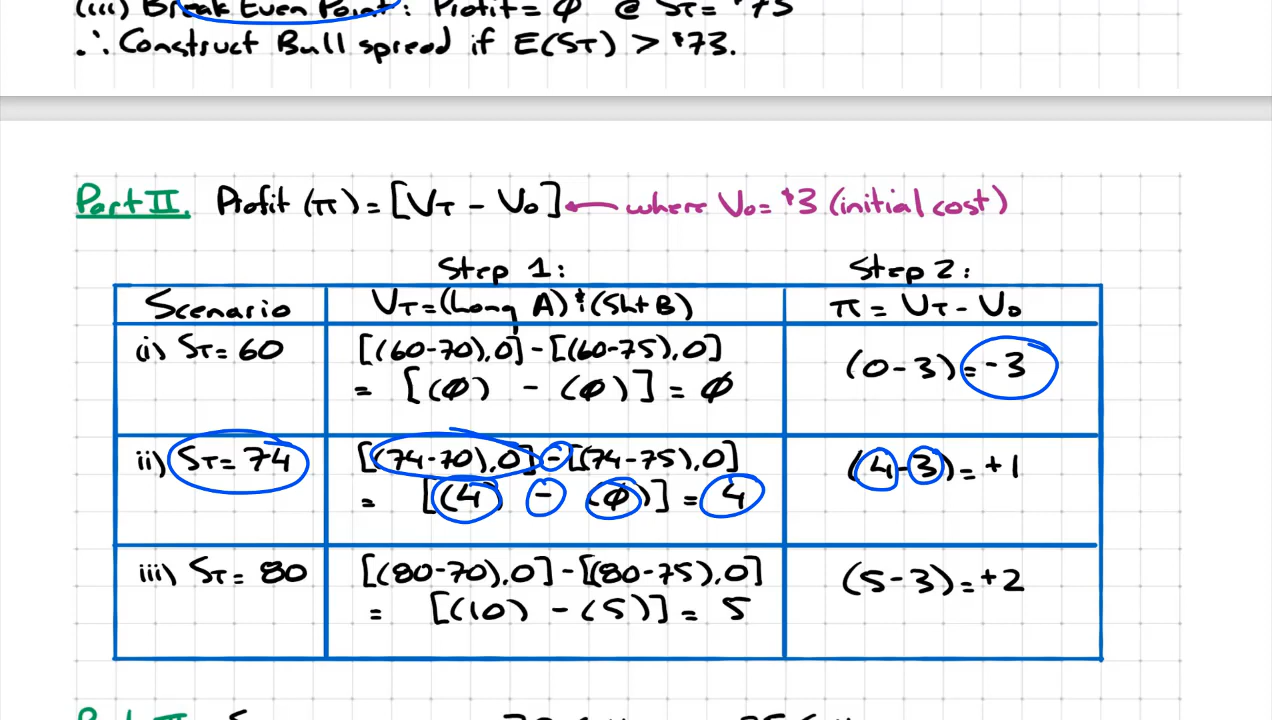 (iii) Break Even Point: Profit = φ @ ST = $73
∴ Construct Bull spread if E(ST) > $73.
Part II. Profit (π) = [VT - V0] ← where V0 = $3 (initial cost)
Step 1: Step 2:
Scenario VT = (Long A) & (Sht B) π = VT - V0
(i) ST = 60 [(60-70),0] - [(60-75),0] (0-3) = -3
= [(φ) - (φ)] = φ
ii) ST = 74 [(74-70),0] - [(74-75),0] (4-3) = +1
= [(4) - (φ)] = 4
iii) ST = 80 [(80-70),0] - [(80-75),0] (5-3) = +2
= [(10) - (5)] = 5